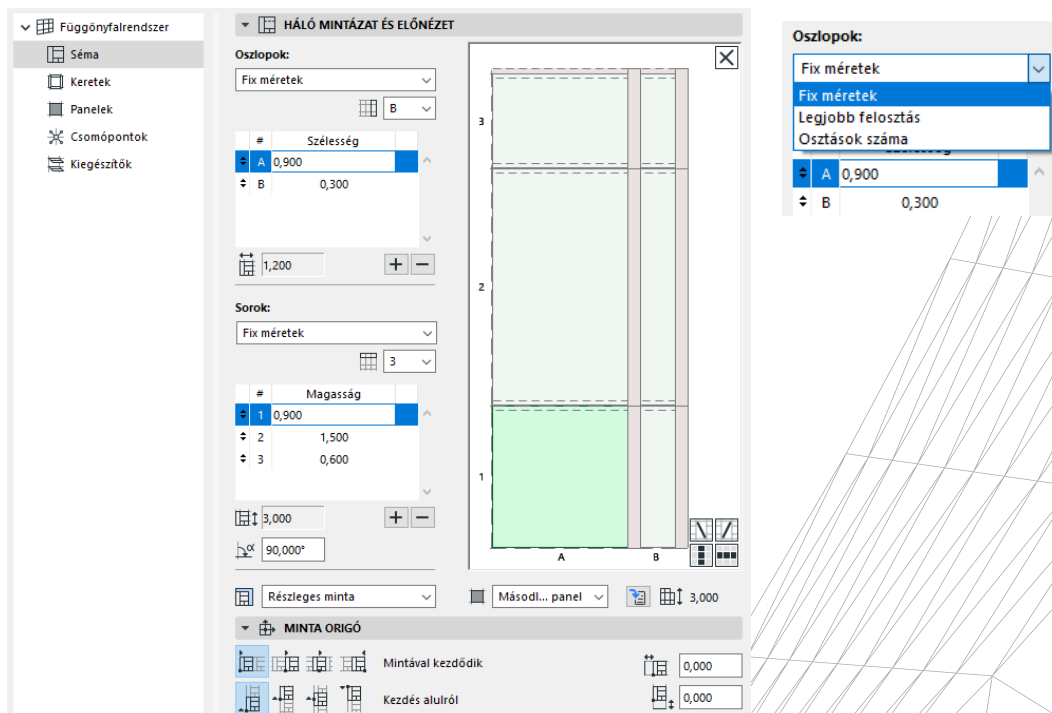 Függönyfalrendszer
Séma
Keretek
Panelek
Csomópontok
Kiegészítők
HÁLÓ MINTÁZAT ÉS ELŐNÉZET
Oszlopok:
Fix méretek
B
# Szélesség
A 0,900
B 0,300
1,200
Sorok:
Fix méretek
3
# Magasság
1 0,900
2 1,500
3 0,600
3,000
α 90,000°
Részleges minta
3
2
1
A B
Másodl... panel
3,000
MINTA ORIGÓ
Mintával kezdődik
0,000
Kezdés alulról
0,000
Oszlopok:
Fix méretek
Fix méretek
Legjobb felosztás
Osztások száma
A 0,900
B 0,300